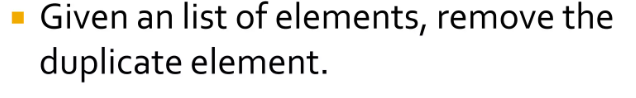 Given an list of elements, remove the
duplicate element.